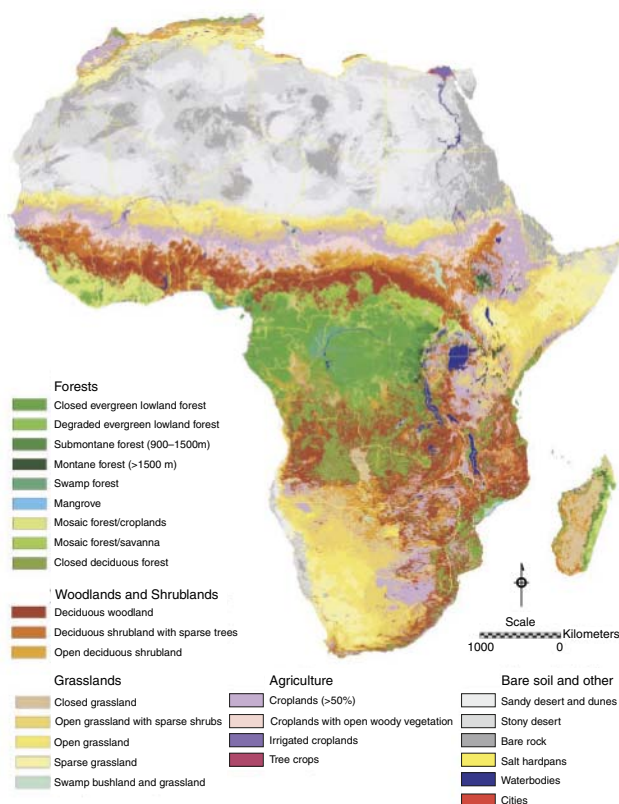 Forests
Closed evergreen lowland forest
Degraded evergreen lowland forest
Submontane forest (900–1500m)
Montane forest (>1500 m)
Swamp forest
Mangrove
Mosaic forest/croplands
Mosaic forest/savanna
Closed deciduous forest
Woodlands and Shrublands
Deciduous woodland
Deciduous shrubland with sparse trees
Open deciduous shrubland
Scale
Kilometers
1000 0
Grasslands
Closed grassland
Open grassland with sparse shrubs
Open grassland
Sparse grassland
Swamp bushland and grassland
Agriculture
Croplands (>50%)
Croplands with open woody vegetation
Irrigated croplands
Tree crops
Bare soil and other
Sandy desert and dunes
Stony desert
Bare rock
Salt hardpans
Waterbodies
Cities